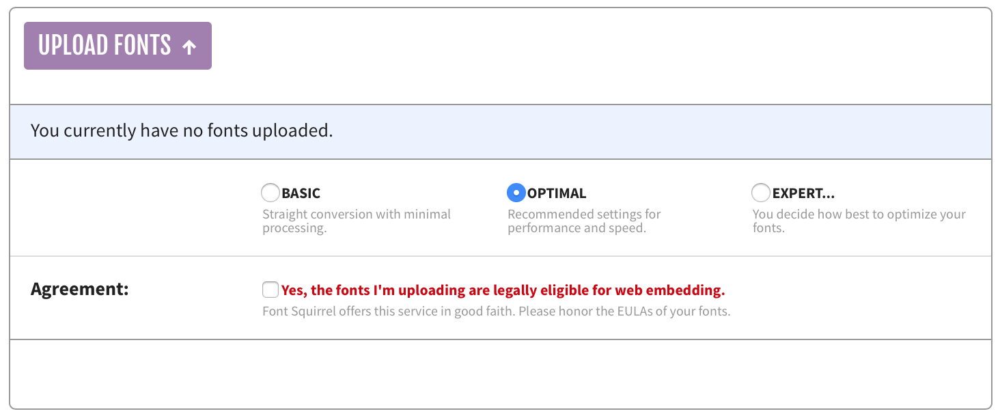 UPLOAD FONTS ↑
You currently have no fonts uploaded.
BASIC
Straight conversion with minimal
processing.
OPTIMAL
Recommended settings for
performance and speed.
EXPERT...
You decide how best to optimize your
fonts.
Agreement:
Yes, the fonts I'm uploading are legally eligible for web embedding.
Font Squirrel offers this service in good faith. Please honor the EULAs of your fonts.